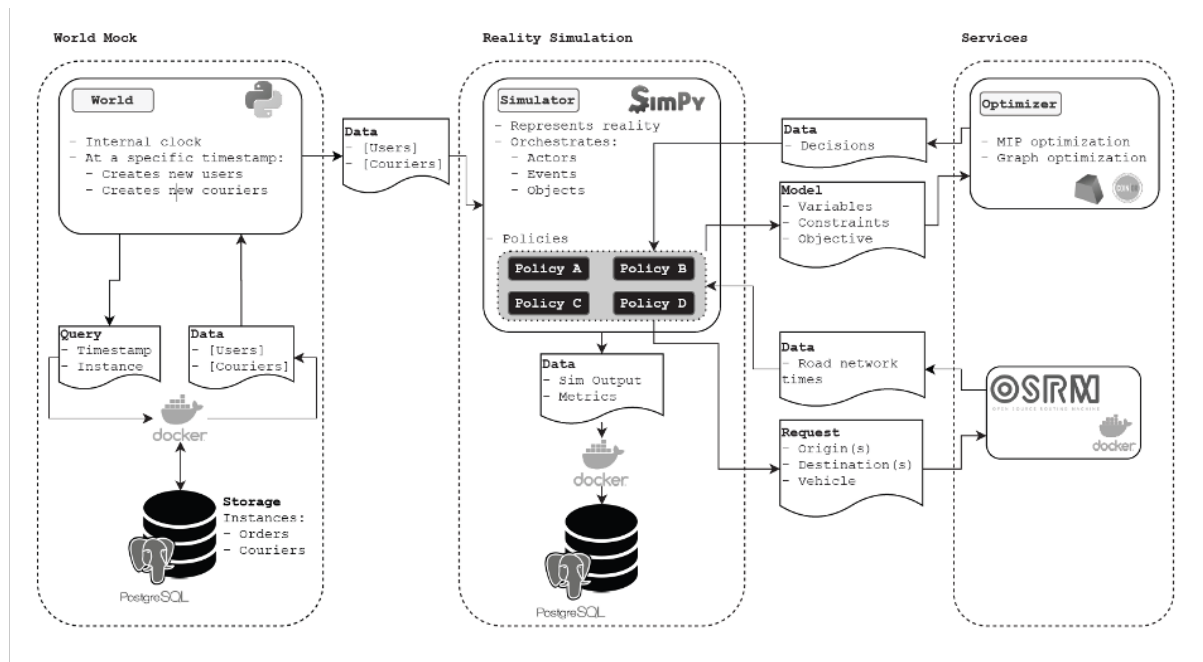 World Mock
Reality Simulation
Services
World
- Internal clock
- At a specific timestamp:
- Creates new users
- Creates new couriers
Data
- [Users]
- [Couriers]
Simulator
SimPy
- Represents reality
- Orchestrates:
- Actors
- Events
- Objects
- Policies
Policy A
Policy B
Policy C
Policy D
Data
- Decisions
Model
- Variables
- Constraints
- Objective
Optimizer
- MIP optimization
- Graph optimization
Query
- Timestamp
- Instance
Data
- [Users]
- [Couriers]
docker
Storage
Instances:
- Orders
- Couriers
PostgreSQL
Data
- Sim Output
- Metrics
docker
PostgreSQL
Data
- Road network
times
Request
- Origin(s)
- Destination(s)
- Vehicle
OSRM
OPEN SOURCE ROUTING MACHINE
docker